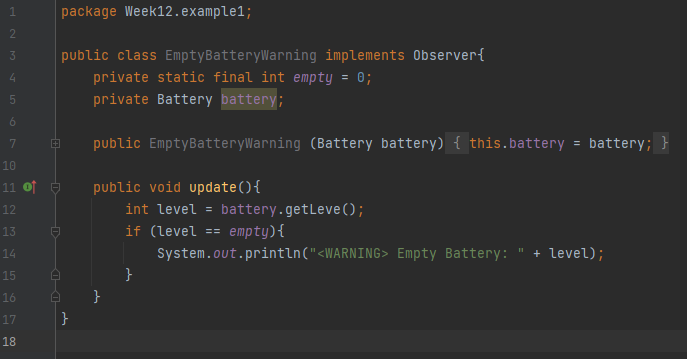 1 package Week12.example1;
2
3 public class EmptyBatteryWarning implements Observer{
4 private static final int empty = 0;
5 private Battery battery;
6
7 public EmptyBatteryWarning (Battery battery) { this.battery = battery; }
10
11 public void update(){
12 int level = battery.getLeve();
13 if (level == empty){
14 System.out.println("<WARNING> Empty Battery: " + level);
15 }
16 }
17 }
18